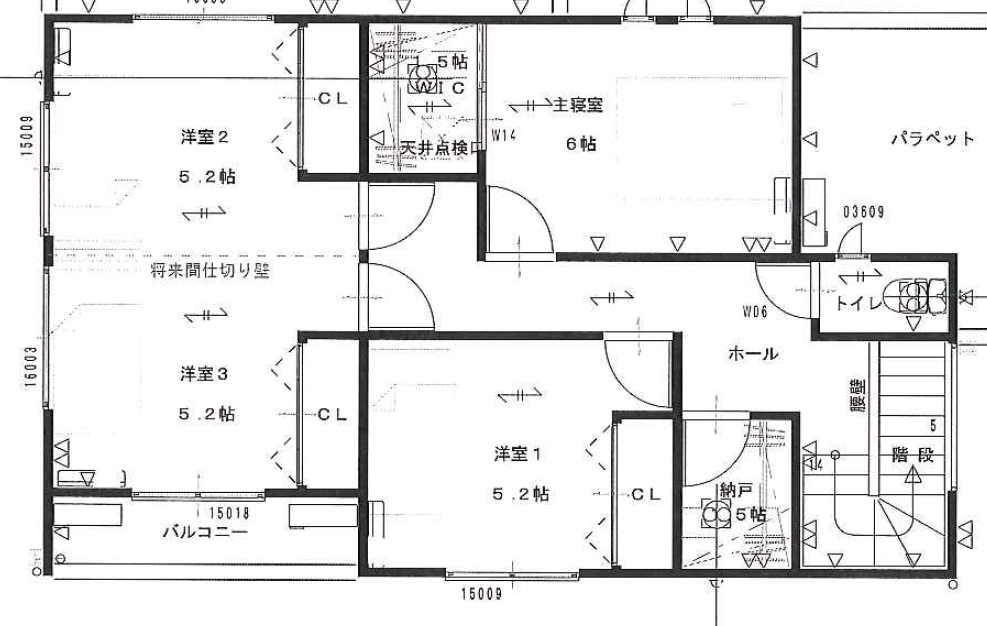 CL
1.5帖
WIC
天井点検
W14
主寝室
6帖
パラペット
15009
洋室2
5.2帖
03609
将来間仕切り壁
トイレ
W06
ホール
16003
洋室3
5.2帖
CL
腰壁
5
階段
14
洋室1
5.2帖
CL
納戸
5帖
15018
バルコニー
15009